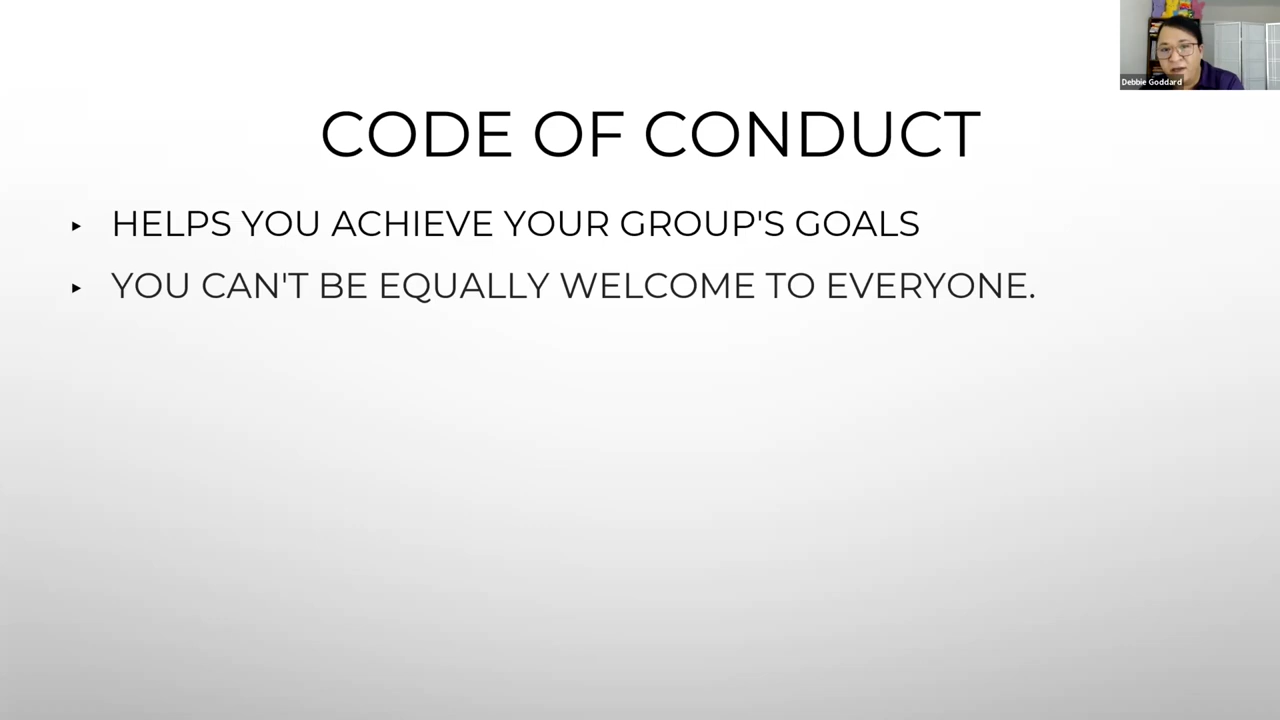 Debbie Goddard
CODE OF CONDUCT
▸ HELPS YOU ACHIEVE YOUR GROUP'S GOALS
▸ YOU CAN'T BE EQUALLY WELCOME TO EVERYONE.